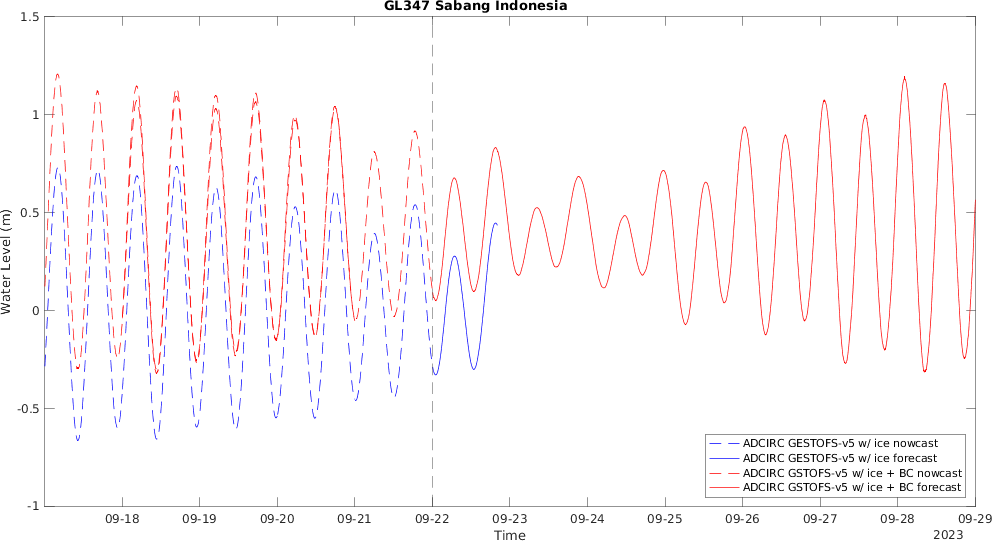 GL347 Sabang Indonesia
1.5
1
0.5
0
-0.5
-1
Water Level (m)
09-18 09-19 09-20 09-21 09-22 09-23 09-24 09-25 09-26 09-27 09-28 09-29
Time
2023
ADCIRC GESTOFS-v5 w/ ice nowcast
ADCIRC GESTOFS-v5 w/ ice forecast
ADCIRC GSTOFS-v5 w/ ice + BC nowcast
ADCIRC GSTOFS-v5 w/ ice + BC forecast